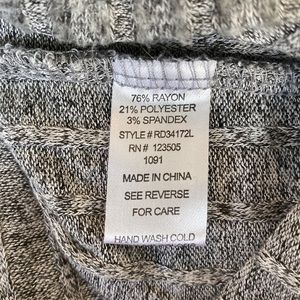 76% RAYON
21% POLYESTER
3% SPANDEX
STYLE # RD34172L
RN # 123505
1091
MADE IN CHINA
SEE REVERSE
FOR CARE
HAND WASH COLD